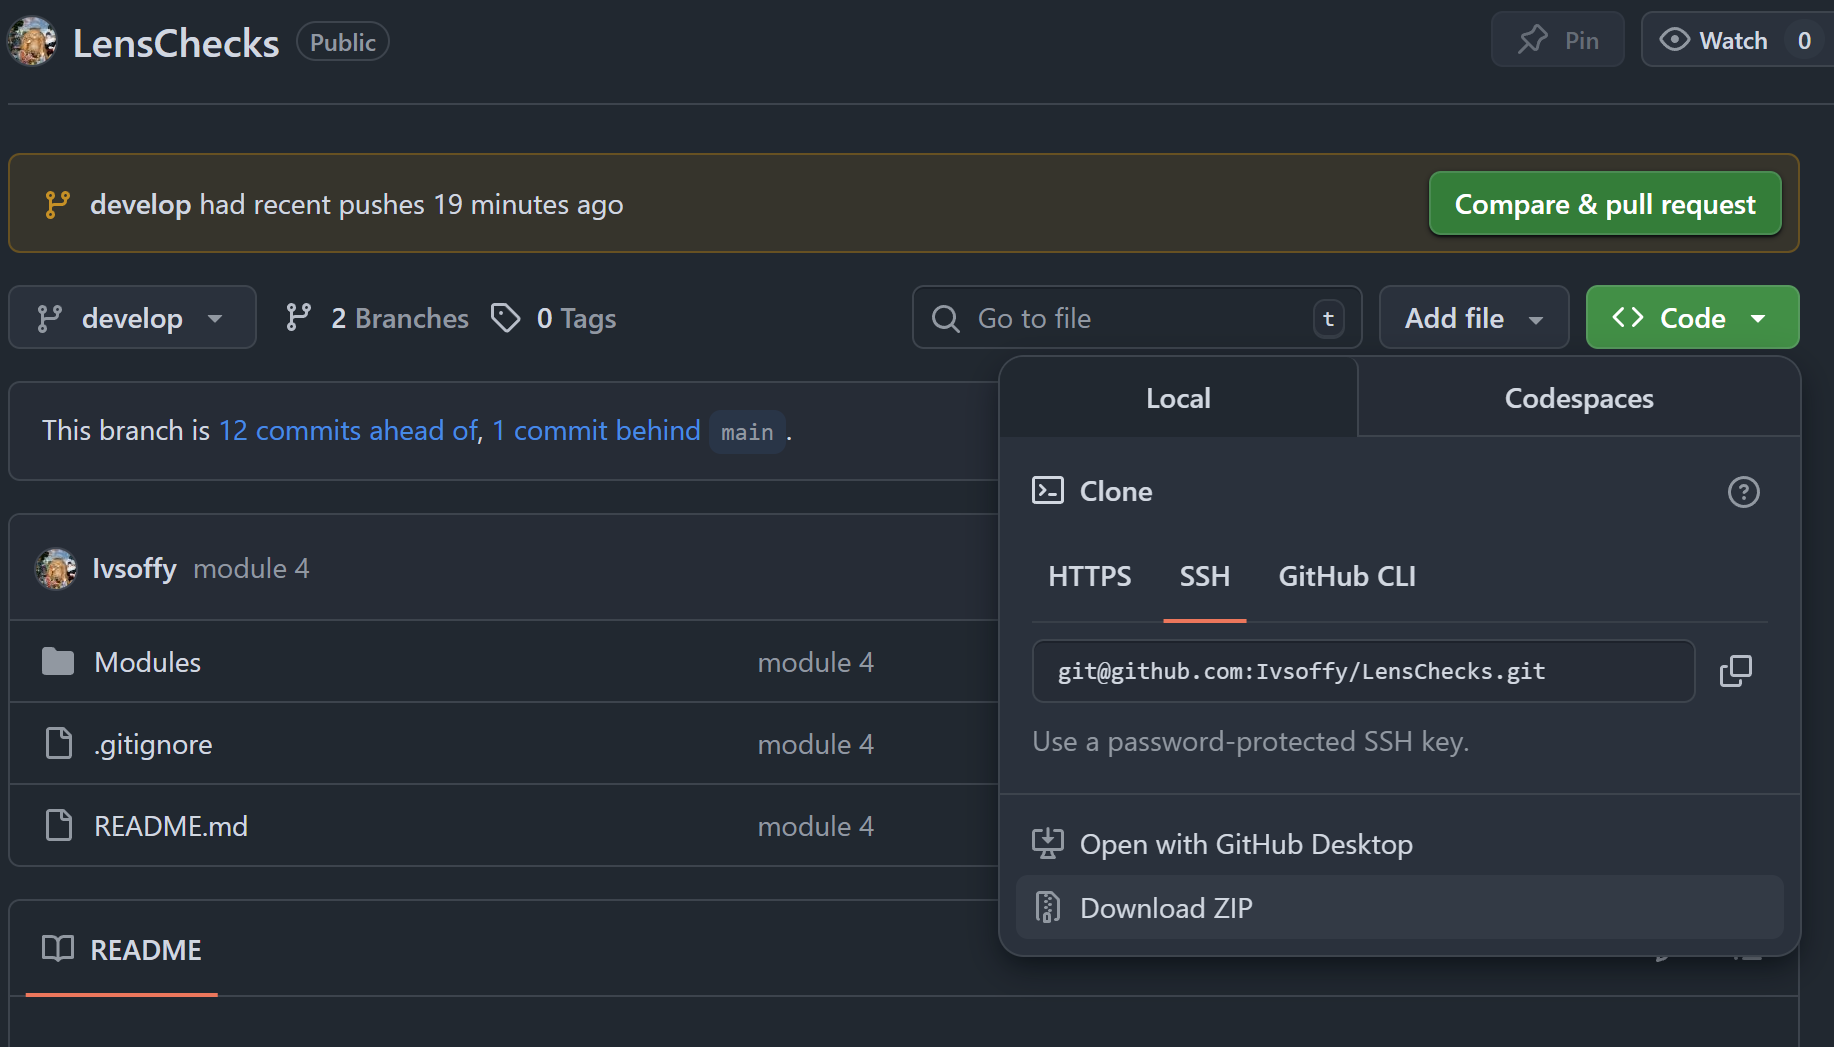 LensChecks Public Pin Watch 0
develop had recent pushes 19 minutes ago Compare & pull request
develop 2 Branches 0 Tags Go to file t Add file Code
This branch is 12 commits ahead of, 1 commit behind main .
Ivsoffy module 4
Modules module 4
.gitignore module 4
README.md module 4
README
Local Codespaces
Clone
HTTPS SSH GitHub CLI
git@github.com:Ivsoffy/LensChecks.git
Use a password-protected SSH key.
Open with GitHub Desktop
Download ZIP